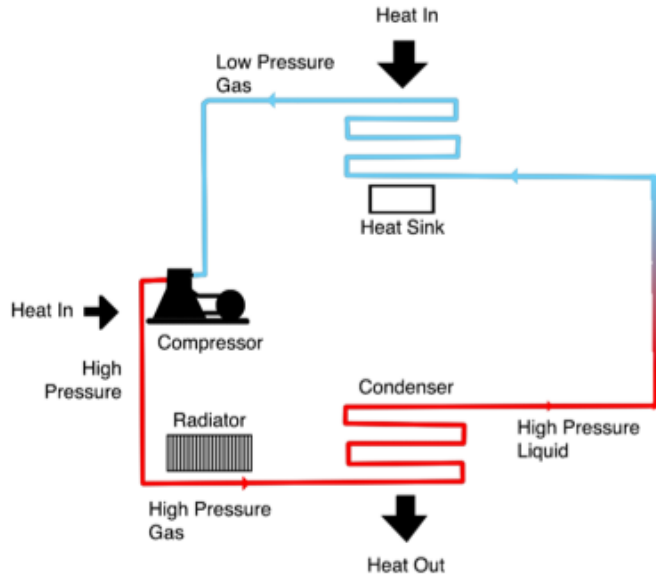 Heat In
Low Pressure
Gas
Heat Sink
Heat In
Compressor
High
Pressure
Condenser
Radiator
High Pressure
Liquid
High Pressure
Gas
Heat Out